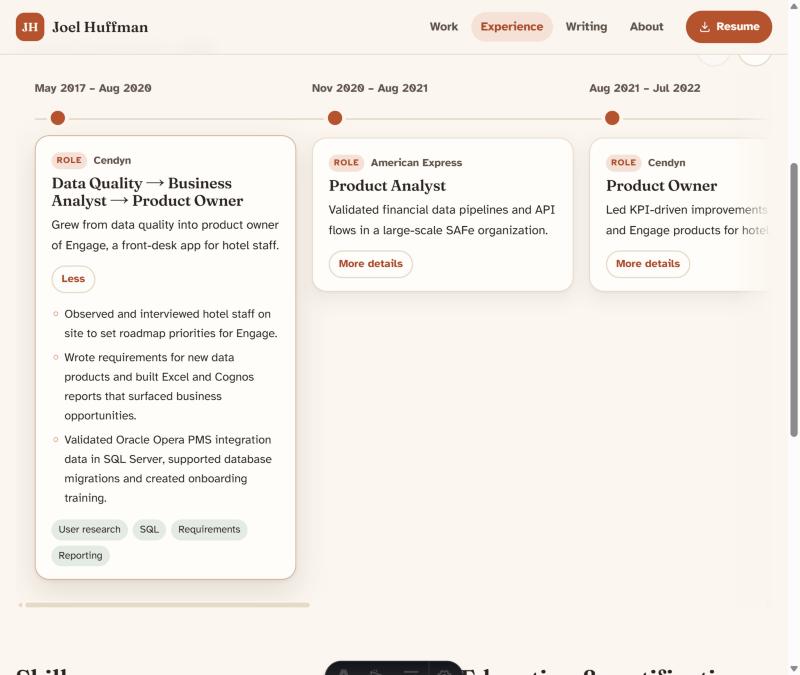 JH Joel Huffman
Work Experience Writing About Resume
May 2017 – Aug 2020
Nov 2020 – Aug 2021
Aug 2021 – Jul 2022
ROLE Cendyn
Data Quality → Business
Analyst → Product Owner
Grew from data quality into product owner
of Engage, a front-desk app for hotel staff.
Less
Observed and interviewed hotel staff on
site to set roadmap priorities for Engage.
Wrote requirements for new data
products and built Excel and Cognos
reports that surfaced business
opportunities.
Validated Oracle Opera PMS integration
data in SQL Server, supported database
migrations and created onboarding
training.
User research SQL Requirements
Reporting
ROLE American Express
Product Analyst
Validated financial data pipelines and API
flows in a large-scale SAFe organization.
More details
ROLE Cendyn
Product Owner
Led KPI-driven improvements
and Engage products for hotel
More details